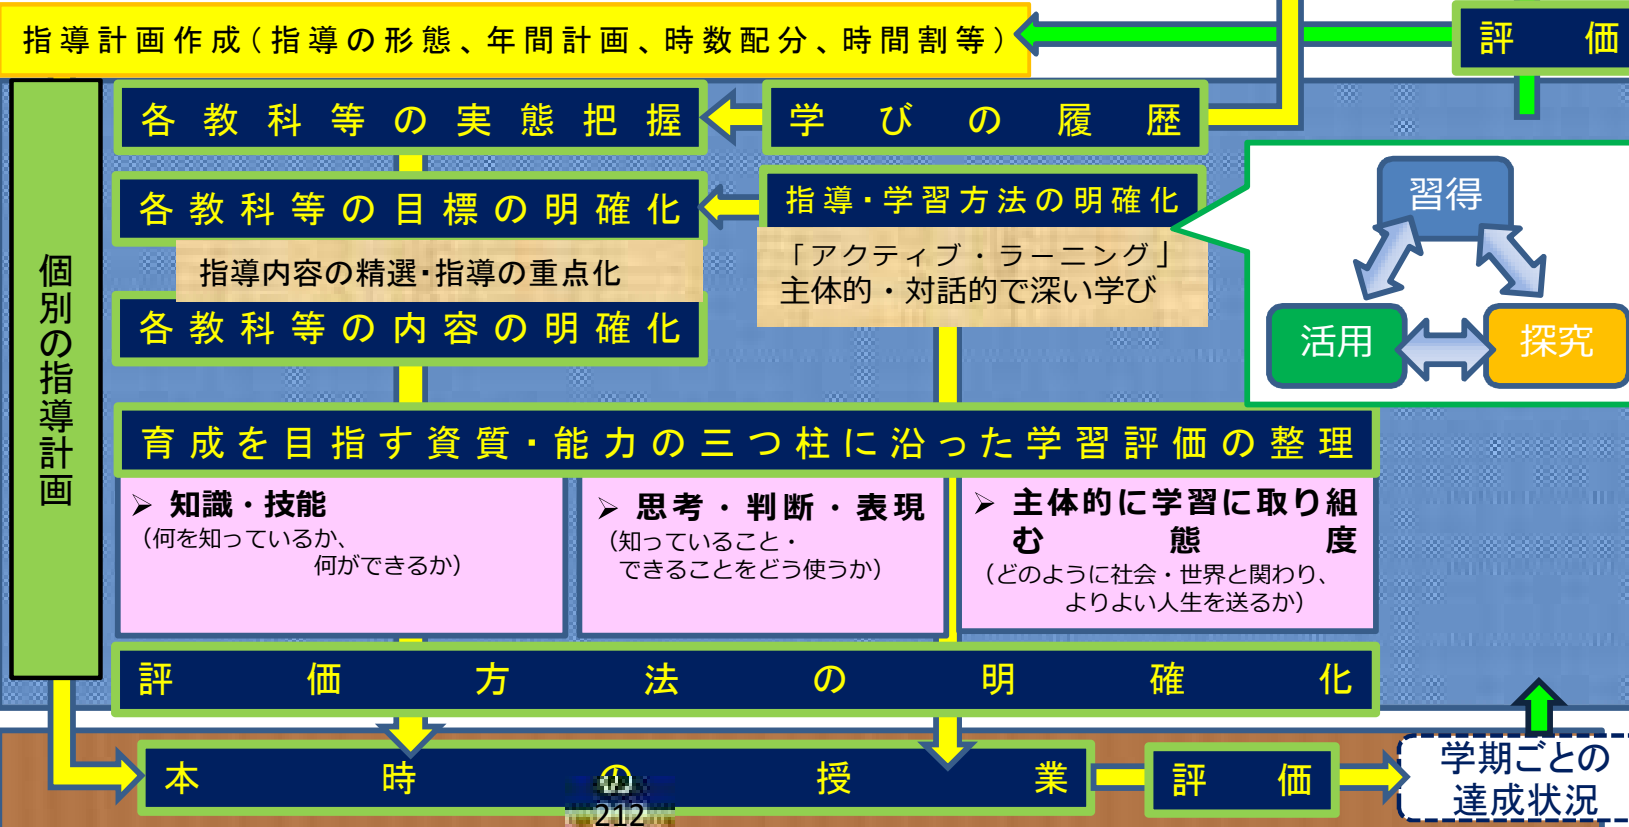 指導計画作成（指導の形態、年間計画、時数配分、時間割等）
評価
個別の指導計画
各教科等の実態把握
学びの履歴
各教科等の目標の明確化
指導・学習方法の明確化
指導内容の精選・指導の重点化
「アクティブ・ラーニング」
主体的・対話的で深い学び
各教科等の内容の明確化
習得
活用
探究
育成を目指す資質・能力の三つ柱に沿った学習評価の整理
➢ 知識・技能
（何を知っているか、
何ができるか）
➢ 思考・判断・表現
（知っていること・
できることをどう使うか）
➢ 主体的に学習に取り組
む態度
（どのように社会・世界と関わり、
よりよい人生を送るか）
評価方法の明確化
本時の授業
評価
学期ごとの
達成状況
212